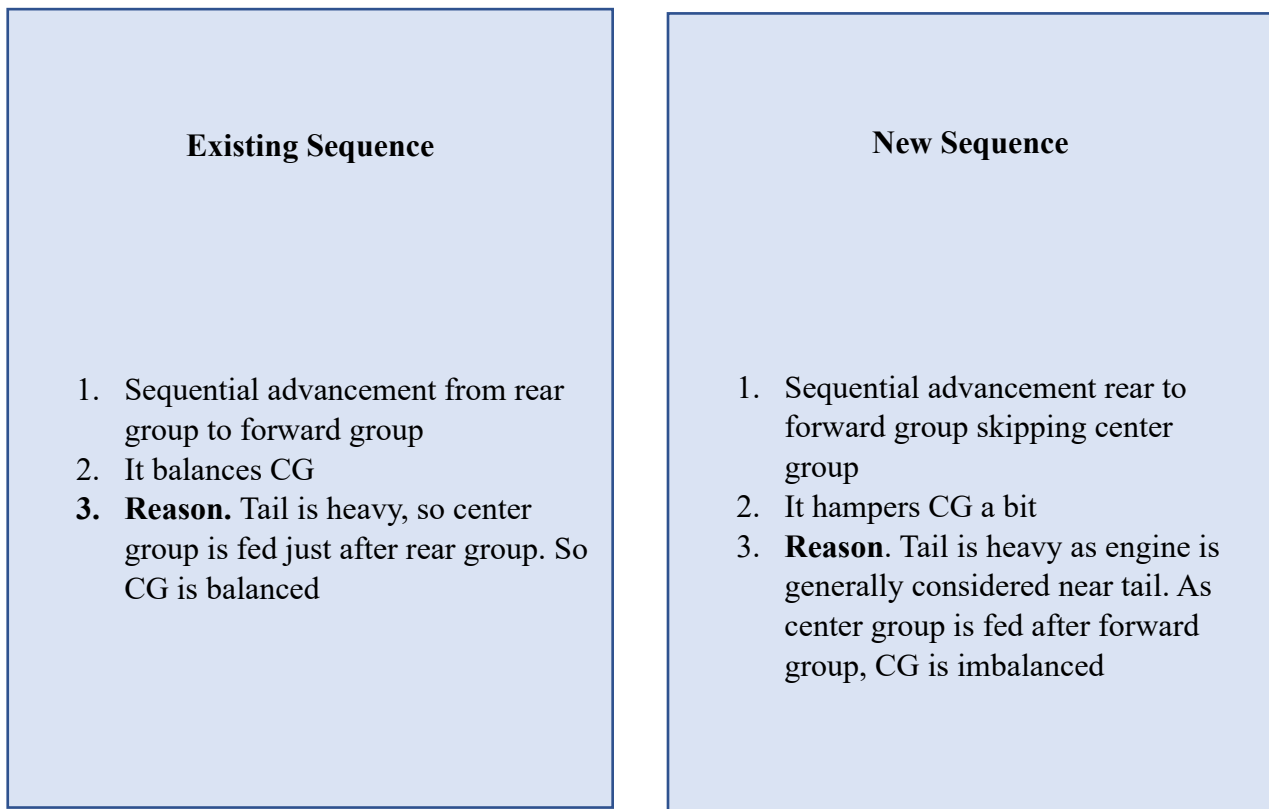 Existing Sequence
1. Sequential advancement from rear
group to forward group
2. It balances CG
3. Reason. Tail is heavy, so center
group is fed just after rear group. So
CG is balanced
New Sequence
1. Sequential advancement rear to
forward group skipping center
group
2. It hampers CG a bit
3. Reason. Tail is heavy as engine is
generally considered near tail. As
center group is fed after forward
group, CG is imbalanced